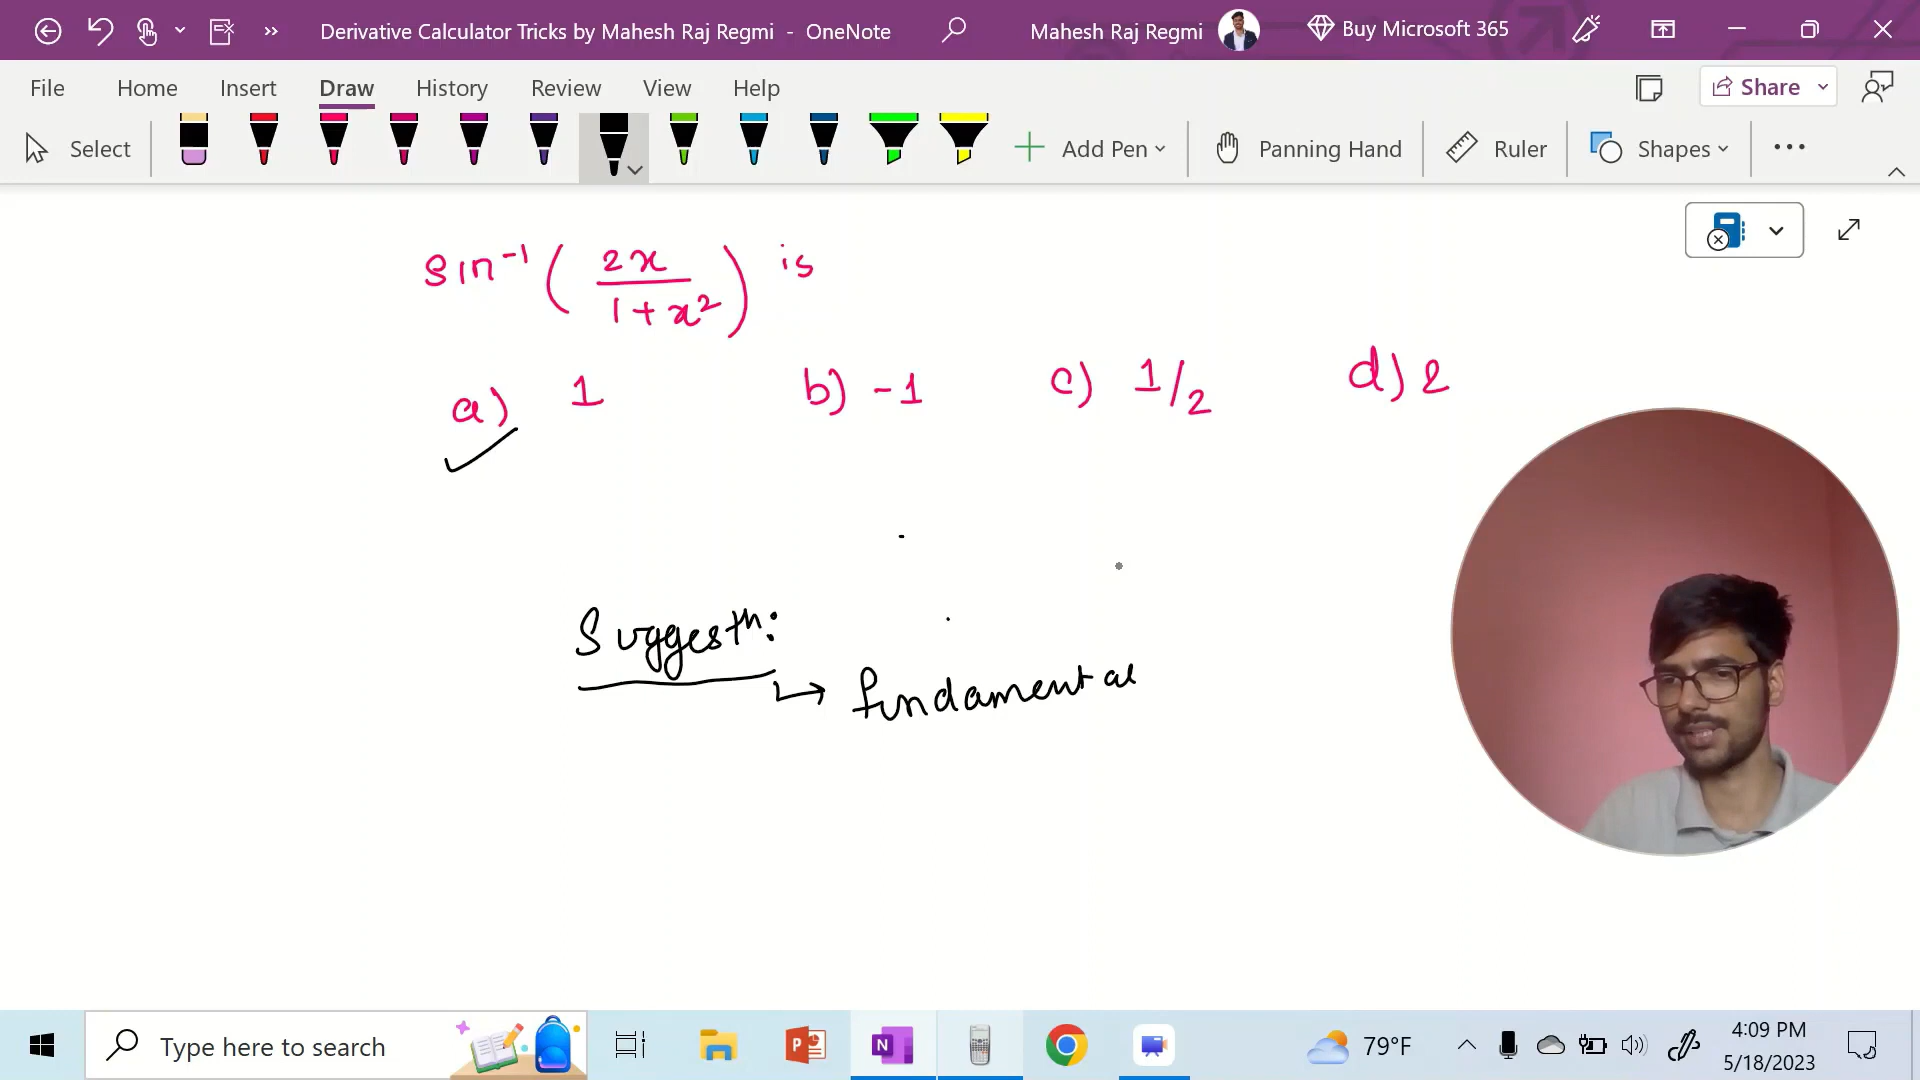 Derivative Calculator Tricks by Mahesh Raj Regmi - OneNote
Mahesh Raj Regmi
Buy Microsoft 365
File Home Insert Draw History Review View Help
Share
Select
Add Pen
Panning Hand
Ruler
Shapes
sin⁻¹ ( 2x / 1+x² ) is
a) 1 b) -1 c) 1/2 d) 2
Suggestn:
↳ fundamental
Type here to search
79°F
4:09 PM
5/18/2023